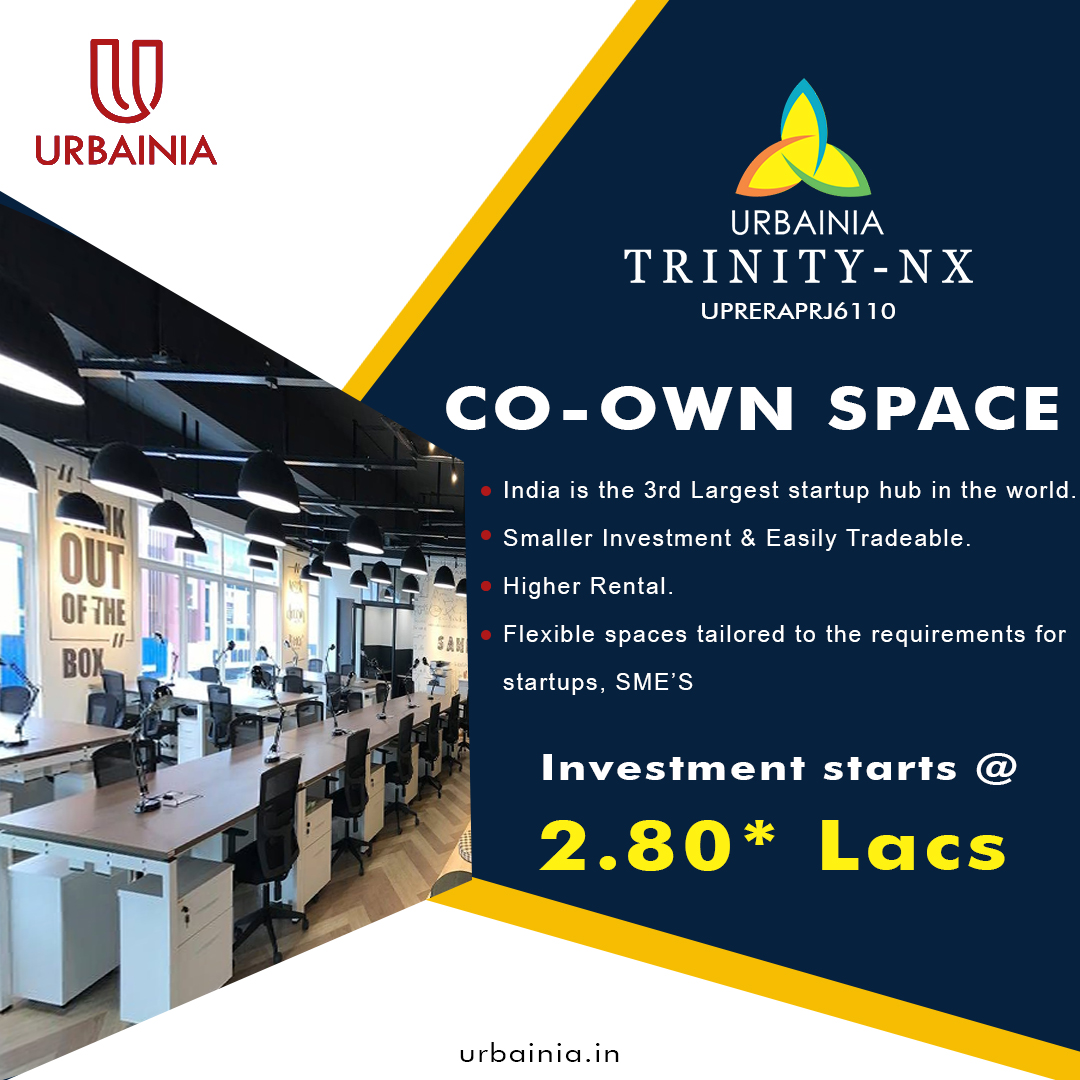 URBAINIA
URBAINIA
TRINITY-NX
UPRERAPRJ6110
CO-OWN SPACE
India is the 3rd Largest startup hub in the world.
Smaller Investment & Easily Tradeable.
Higher Rental.
Flexible spaces tailored to the requirements for
startups, SME’S
Investment starts @
2.80* Lacs
OUT
OF THE
BOX
urbainia.in